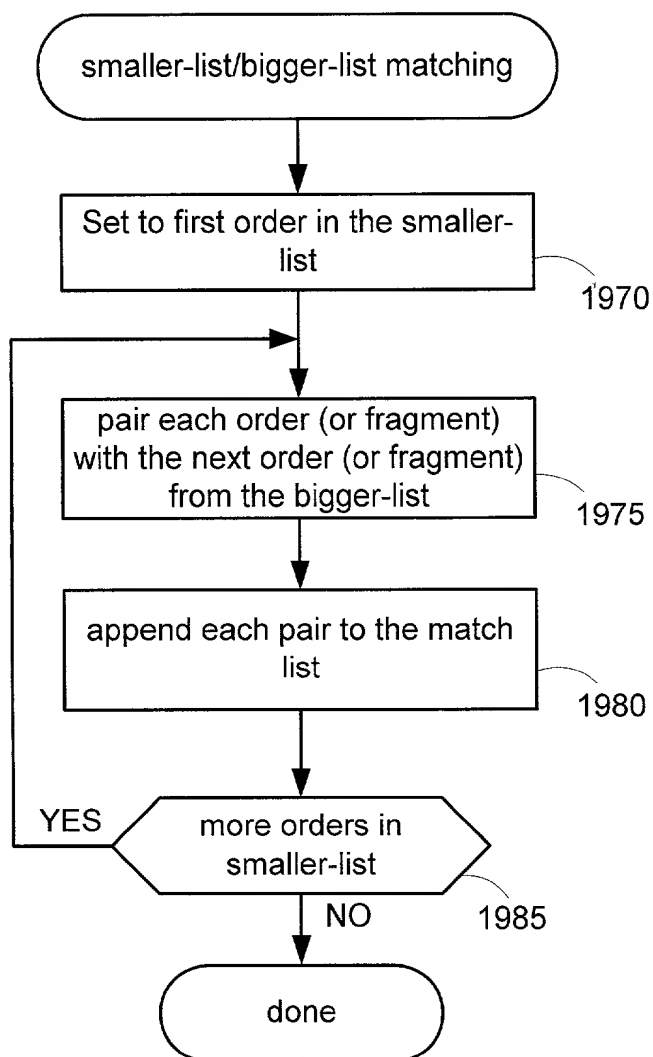 smaller-list/bigger-list matching
Set to first order in the smaller-
list
1970
pair each order (or fragment)
with the next order (or fragment)
from the bigger-list
1975
append each pair to the match
list
1980
YES
more orders in
smaller-list
1985
NO
done